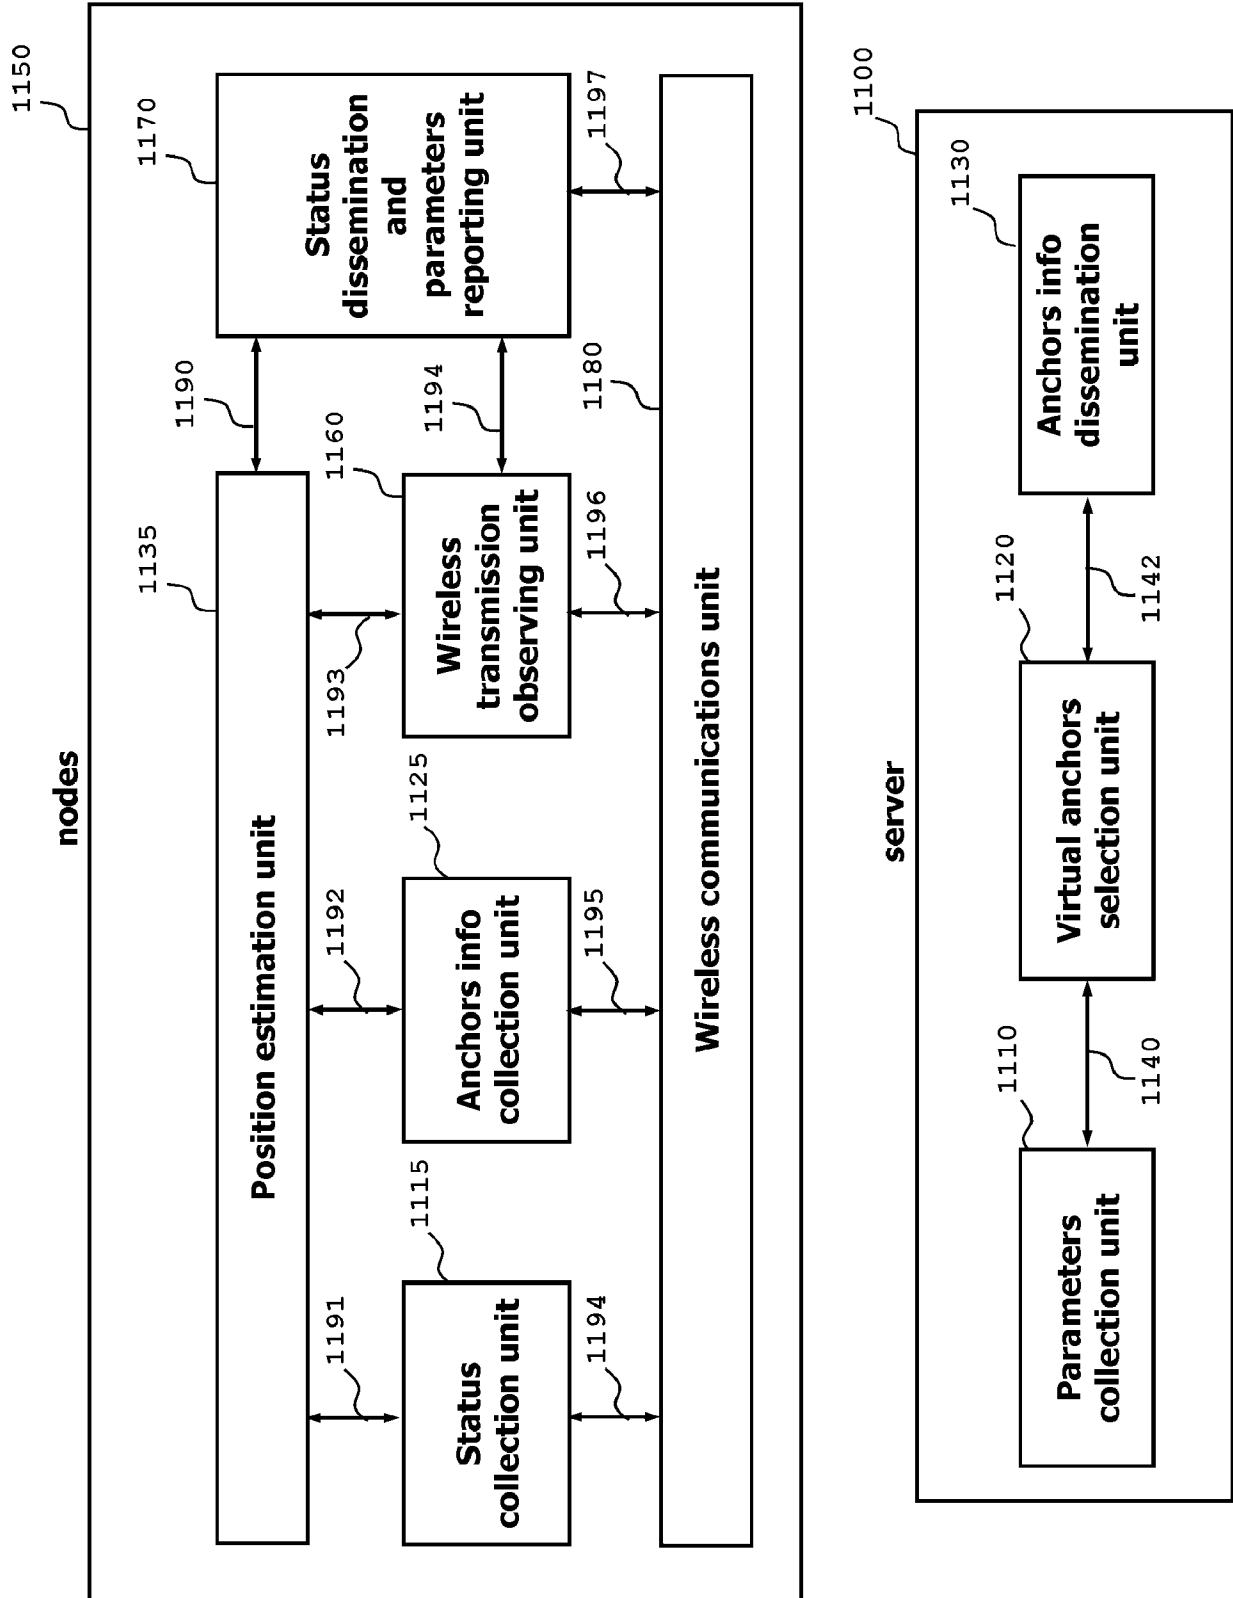 nodes
1150
Position estimation unit
1135
1190
1170
Status
dissemination
and
parameters
reporting unit
1191
1192
1193
1194
1160
Status
collection unit
1115
Anchors info
collection unit
1125
Wireless
transmission
observing unit
1194
1195
1196
1197
1180
Wireless communications unit
server
1100
Parameters
collection unit
1110
Virtual anchors
selection unit
1120
Anchors info
dissemination
unit
1130
1140
1142